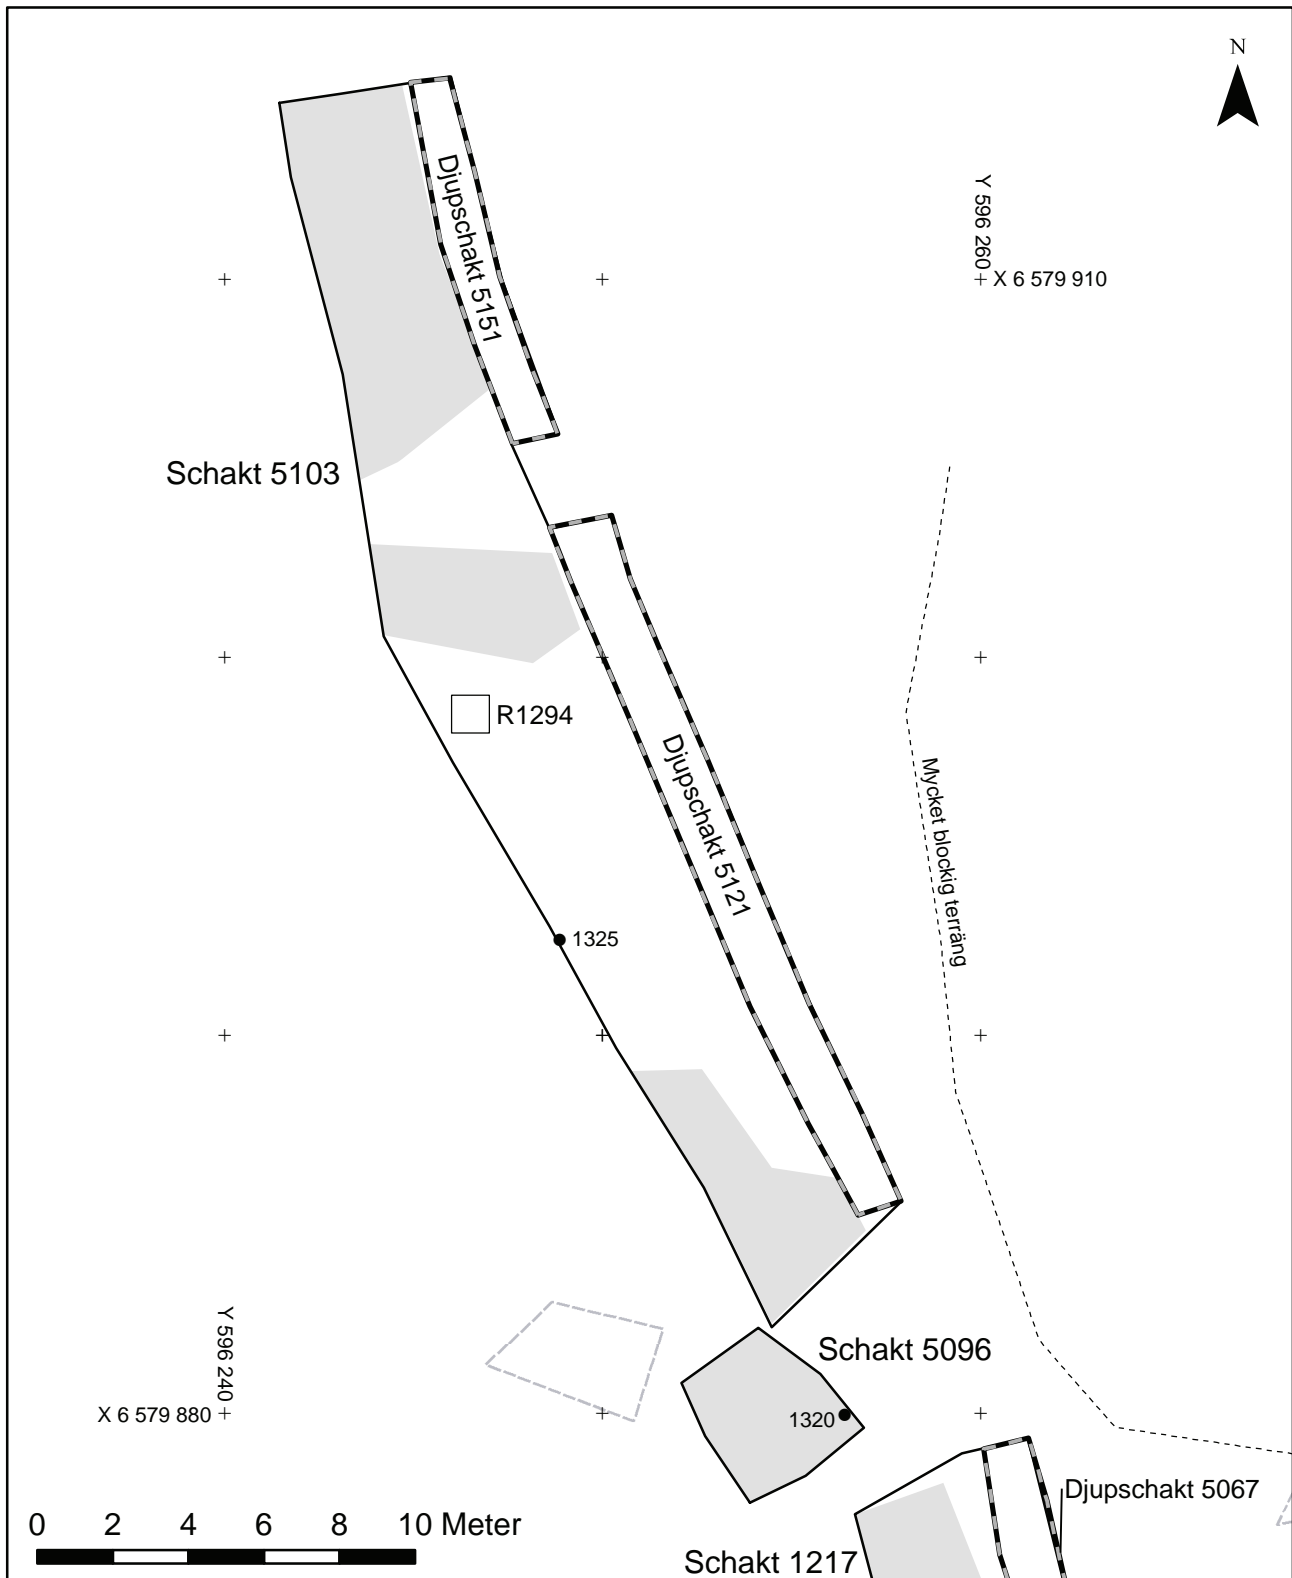 N
Y 596 260
X 6 579 910
Djupschakt 5151
Schakt 5103
R1294
Djupschakt 5121
Mycket blockig terräng
1325
Y 596 240
X 6 579 880
Schakt 5096
1320
Djupschakt 5067
0 2 4 6 8 10 Meter
Schakt 1217